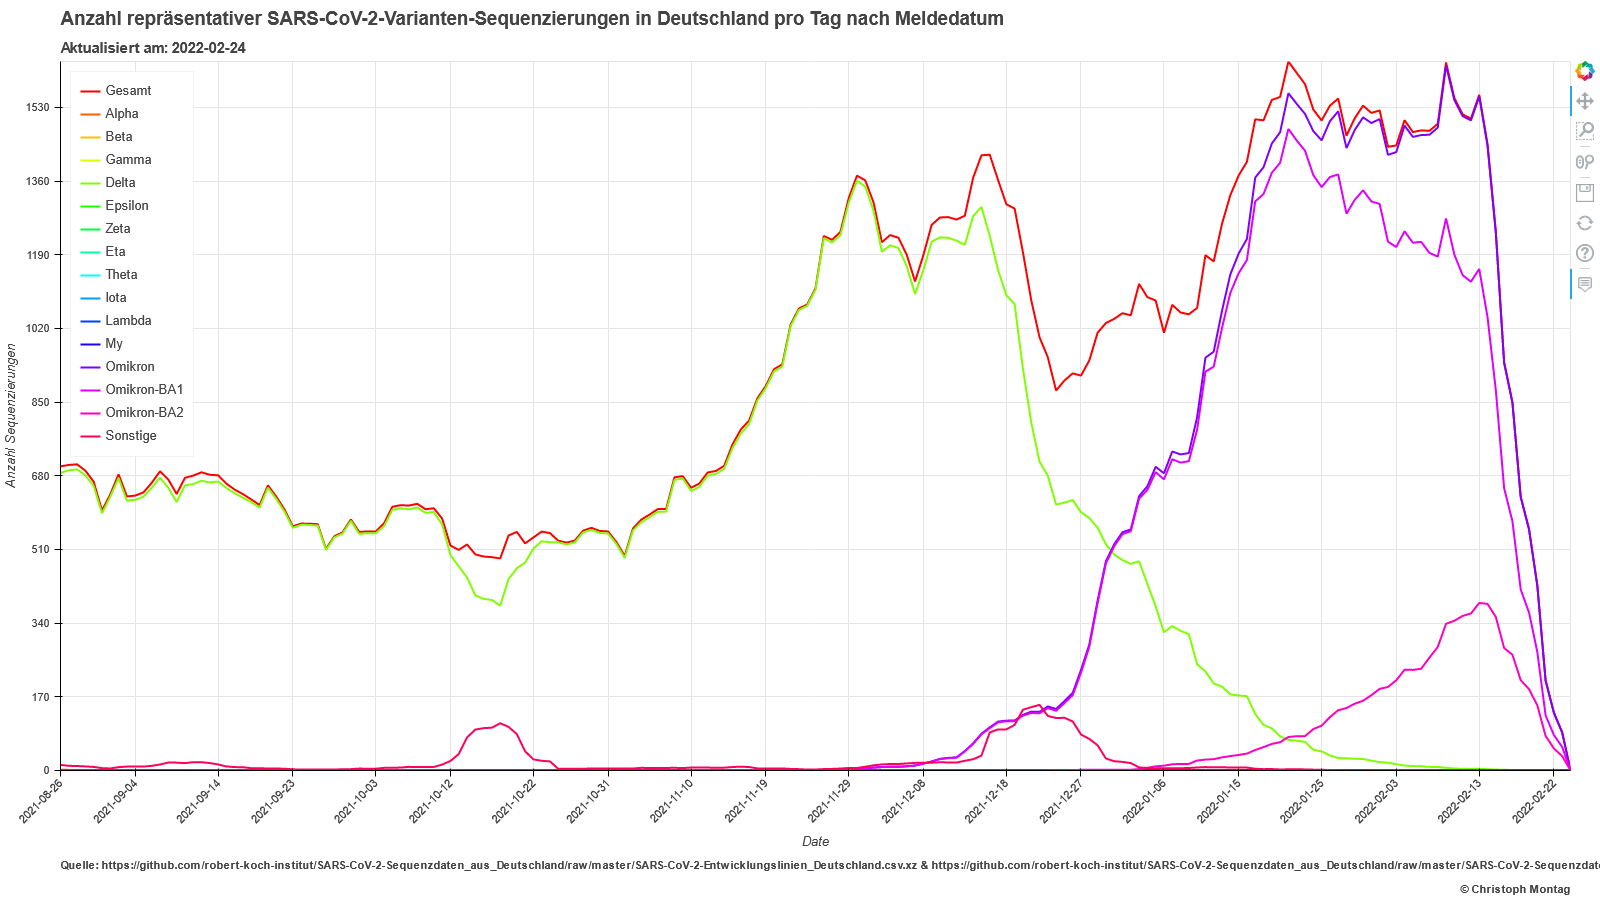 Anzahl repräsentativer SARS-CoV-2-Varianten-Sequenzierungen in Deutschland pro Tag nach Meldedatum
Aktualisiert am: 2022-02-24
Gesamt
Alpha
Beta
Gamma
Delta
Epsilon
Zeta
Eta
Theta
Iota
Lambda
My
Omikron
Omikron-BA1
Omikron-BA2
Sonstige
Anzahl Sequenzierungen
1530
1360
1190
1020
850
680
510
340
170
0
2021-08-26
2021-09-04
2021-09-14
2021-09-23
2021-10-03
2021-10-12
2021-10-22
2021-10-31
2021-11-10
2021-11-19
2021-11-29
2021-12-08
2021-12-18
2021-12-27
2022-01-06
2022-01-15
2022-01-25
2022-02-03
2022-02-13
2022-02-22
Date
Quelle: https://github.com/robert-koch-institut/SARS-CoV-2-Sequenzdaten_aus_Deutschland/raw/master/SARS-CoV-2-Entwicklungslinien_Deutschland.csv.xz & https://github.com/robert-koch-institut/SARS-CoV-2-Sequenzdaten_aus_Deutschland/raw/master/SARS-CoV-2-Sequenzdate
© Christoph Montag